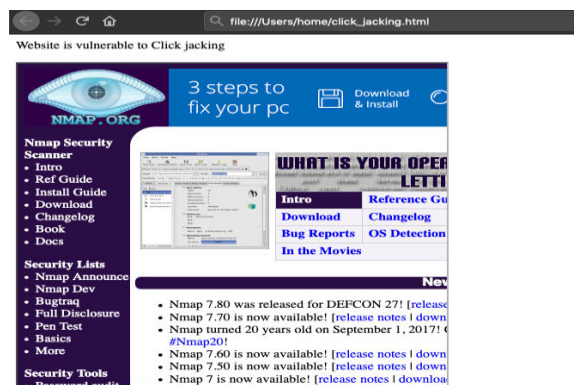 file:///Users/home/click_jacking.html
Website is vulnerable to Click jacking
NMAP.ORG
3 steps to
fix your pc
Download
& Install
Nmap Security
Scanner
• Intro
• Ref Guide
• Install Guide
• Download
• Changelog
• Book
• Docs
Security Lists
• Nmap Announce
• Nmap Dev
• Bugtraq
• Full Disclosure
• Pen Test
• Basics
• More
Security Tools
• Password audit
WHAT IS YOUR OPER
LETTI
Intro Reference Gu
Download Changelog
Bug Reports OS Detection
In the Movies
Nev
• Nmap 7.80 was released for DEFCON 27! [release
• Nmap 7.70 is now available! [release notes | down
• Nmap turned 20 years old on September 1, 2017! C
#Nmap20!
• Nmap 7.60 is now available! [release notes | down
• Nmap 7.50 is now available! [release notes | down
• Nmap 7 is now available! [release notes | downloa